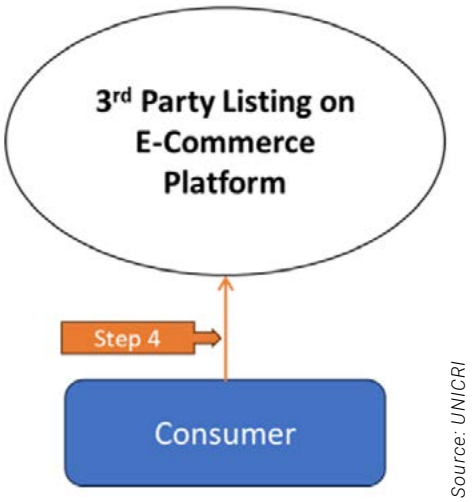 3rd Party Listing on
E-Commerce
Platform
Step 4
Consumer
Source: UNICRI